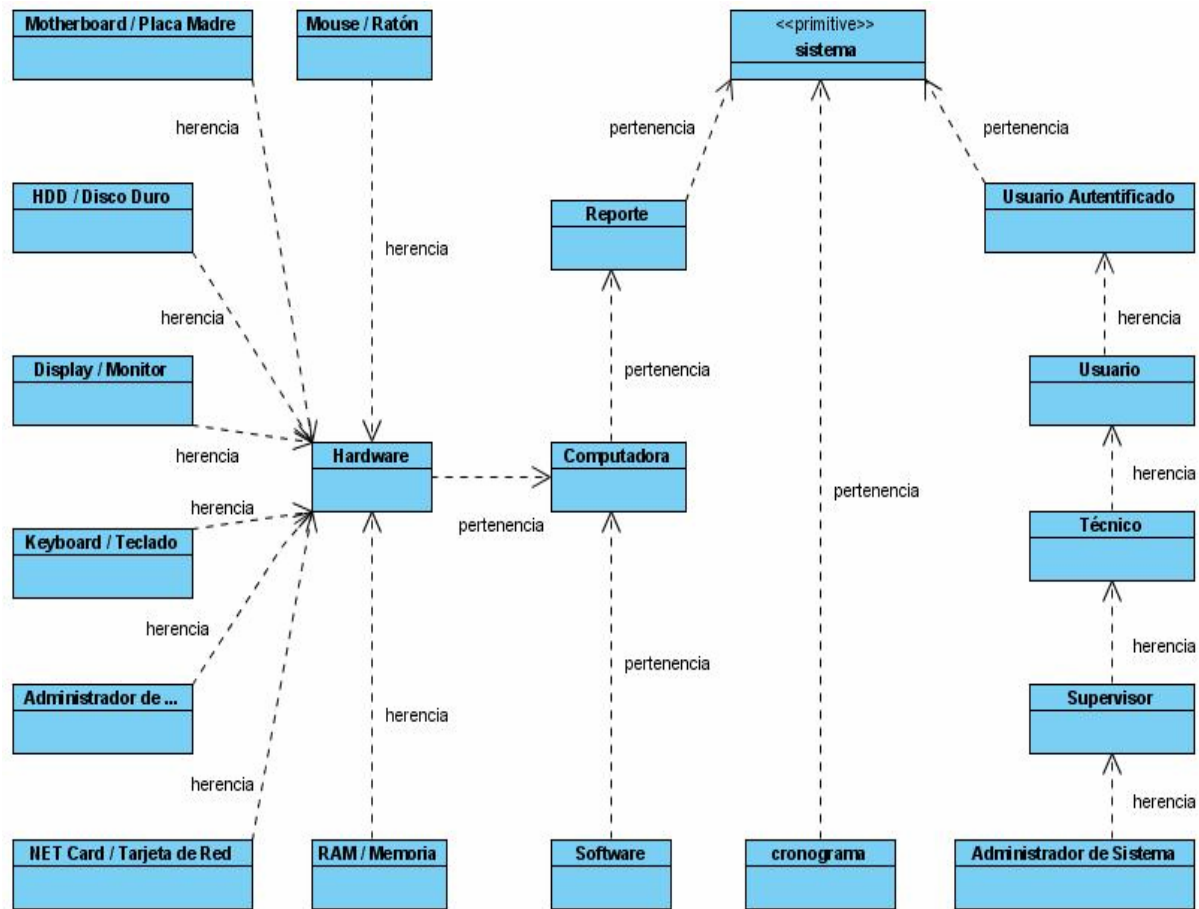 Motherboard / Placa Madre
Mouse / Ratón
<<primitive>>
sistema
herencia
pertenencia
pertenencia
HDD / Disco Duro
Reporte
Usuario Autentificado
herencia
herencia
herencia
Display / Monitor
pertenencia
Usuario
herencia
Hardware
Computadora
herencia
herencia
pertenencia
pertenencia
Keyboard / Teclado
Técnico
herencia
herencia
Administrador de ...
pertenencia
Supervisor
herencia
herencia
herencia
NET Card / Tarjeta de Red
RAM / Memoria
Software
cronograma
Administrador de Sistema